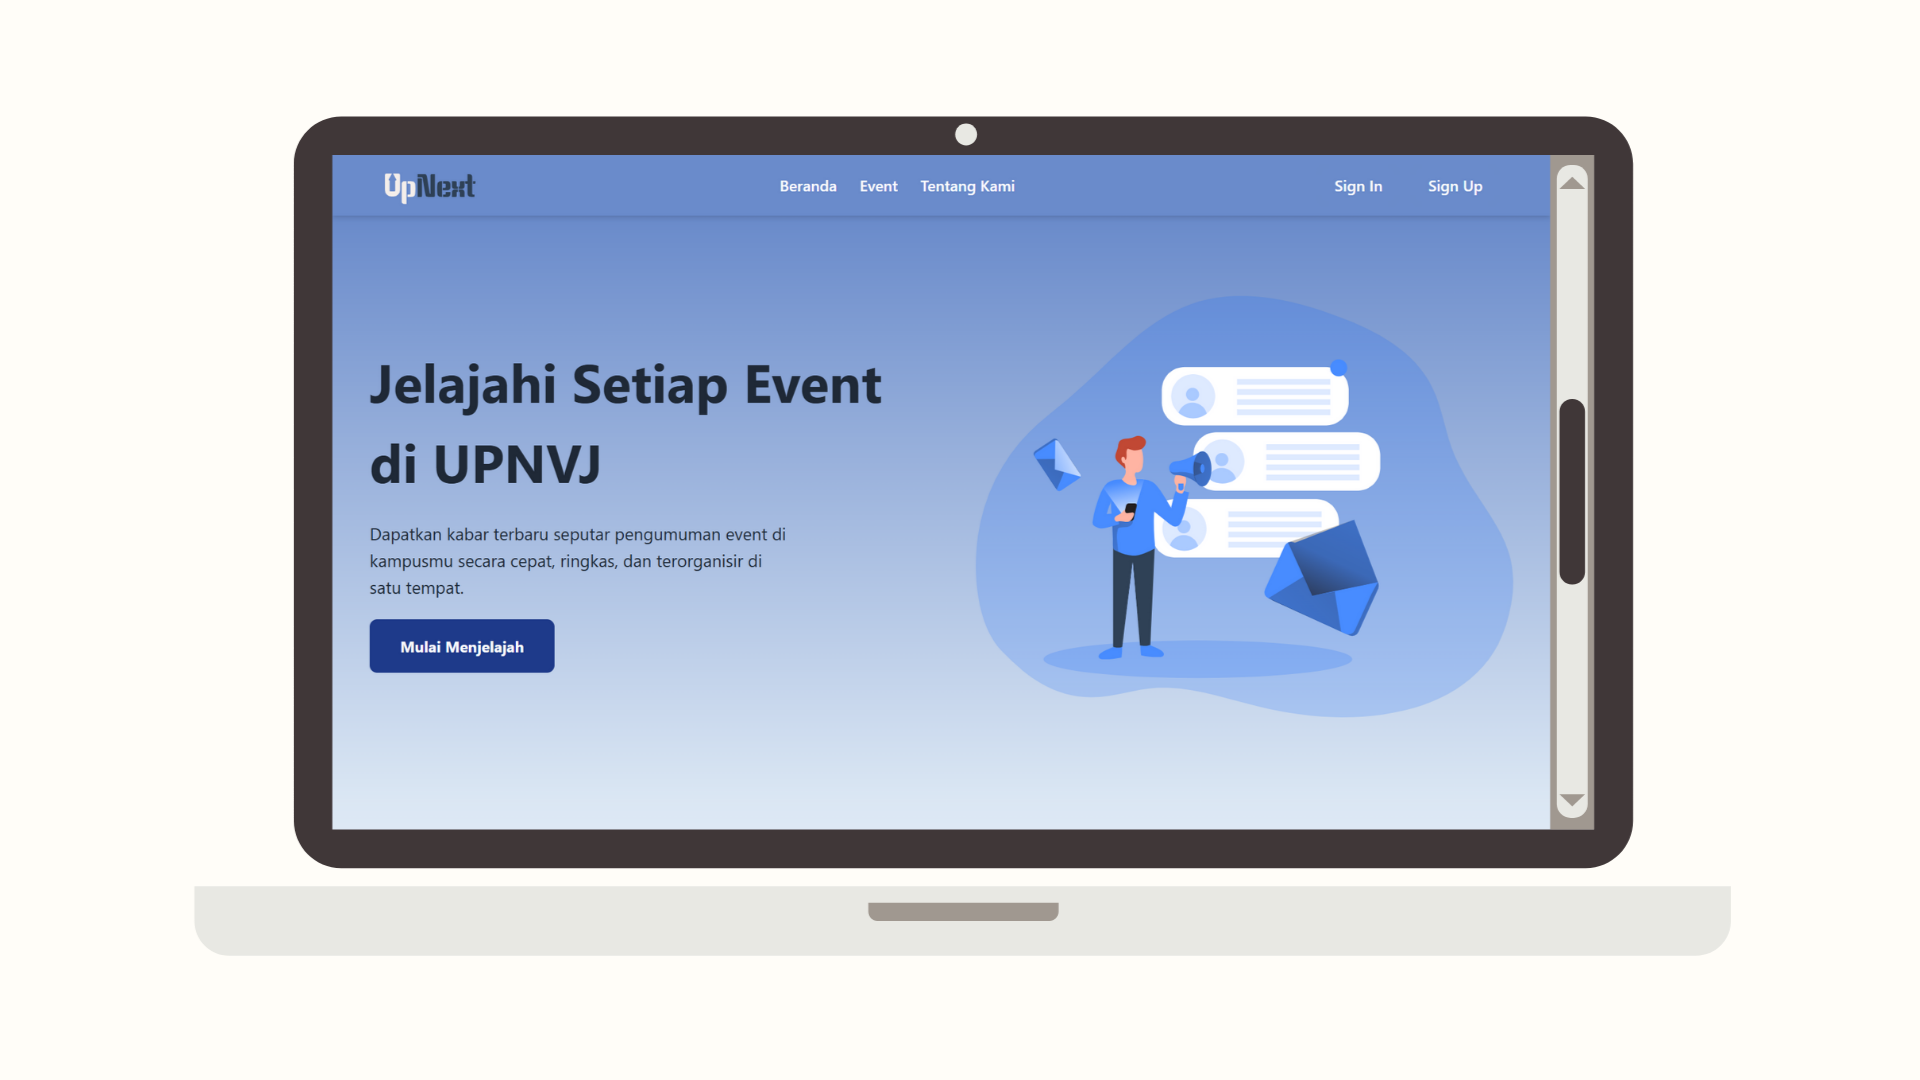 UpNext
Beranda Event Tentang Kami
Sign In Sign Up
Jelajahi Setiap Event
di UPNVJ
Dapatkan kabar terbaru seputar pengumuman event di
kampusmu secara cepat, ringkas, dan terorganisir di
satu tempat.
Mulai Menjelajah